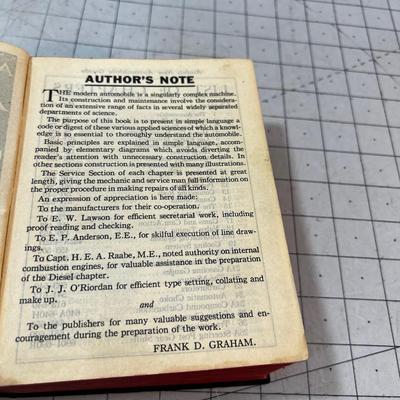 AUTHOR'S NOTE
THE modern automobile is a singularly complex machine.
Its construction and maintenance involve the considera-
tion of an extensive range of facts in several widely separated
departments of science.
The purpose of this book is to present in simple language a
code or digest of these various applied sciences of which a knowl-
edge is so essential to thoroughly understand the automobile.
Basic principles are explained in simple language, accom-
panied by elementary diagrams which avoids diverting the
reader's attention with unnecessary construction details. In
other sections construction is presented with many illustrations.
The Service Section of each chapter is presented at great
length, giving the mechanic and service man full information on
the proper procedure in making repairs of all kinds.
An expression of appreciation is here made:
To the manufacturers for their co-operation.
To E. W. Lawson for efficient secretarial work, including
proof reading and checking.
To E. P. Anderson, E.E., for skilful execution of line draw-
ings.
To Capt. H. E. A. Raabe, M.E., noted authority on internal
combustion engines, for valuable assistance in the preparation
of the Diesel chapter.
To J. J. O'Riordan for efficient type setting, collating and
make up.
and
To the publishers for many valuable suggestions and en-
couragement during the preparation of the work.
FRANK D. GRAHAM.